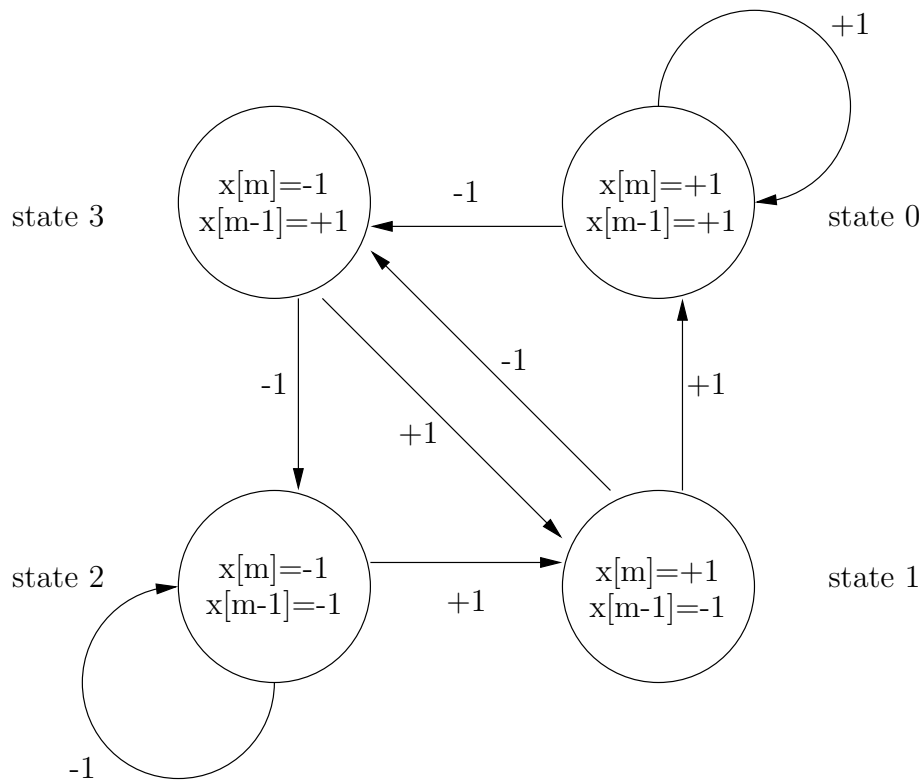 +1
x[m]=-1
x[m-1]=+1
-1
x[m]=+1
x[m-1]=+1
state 3
state 0
-1
-1
+1
+1
state 2
x[m]=-1
x[m-1]=-1
+1
x[m]=+1
x[m-1]=-1
state 1
-1